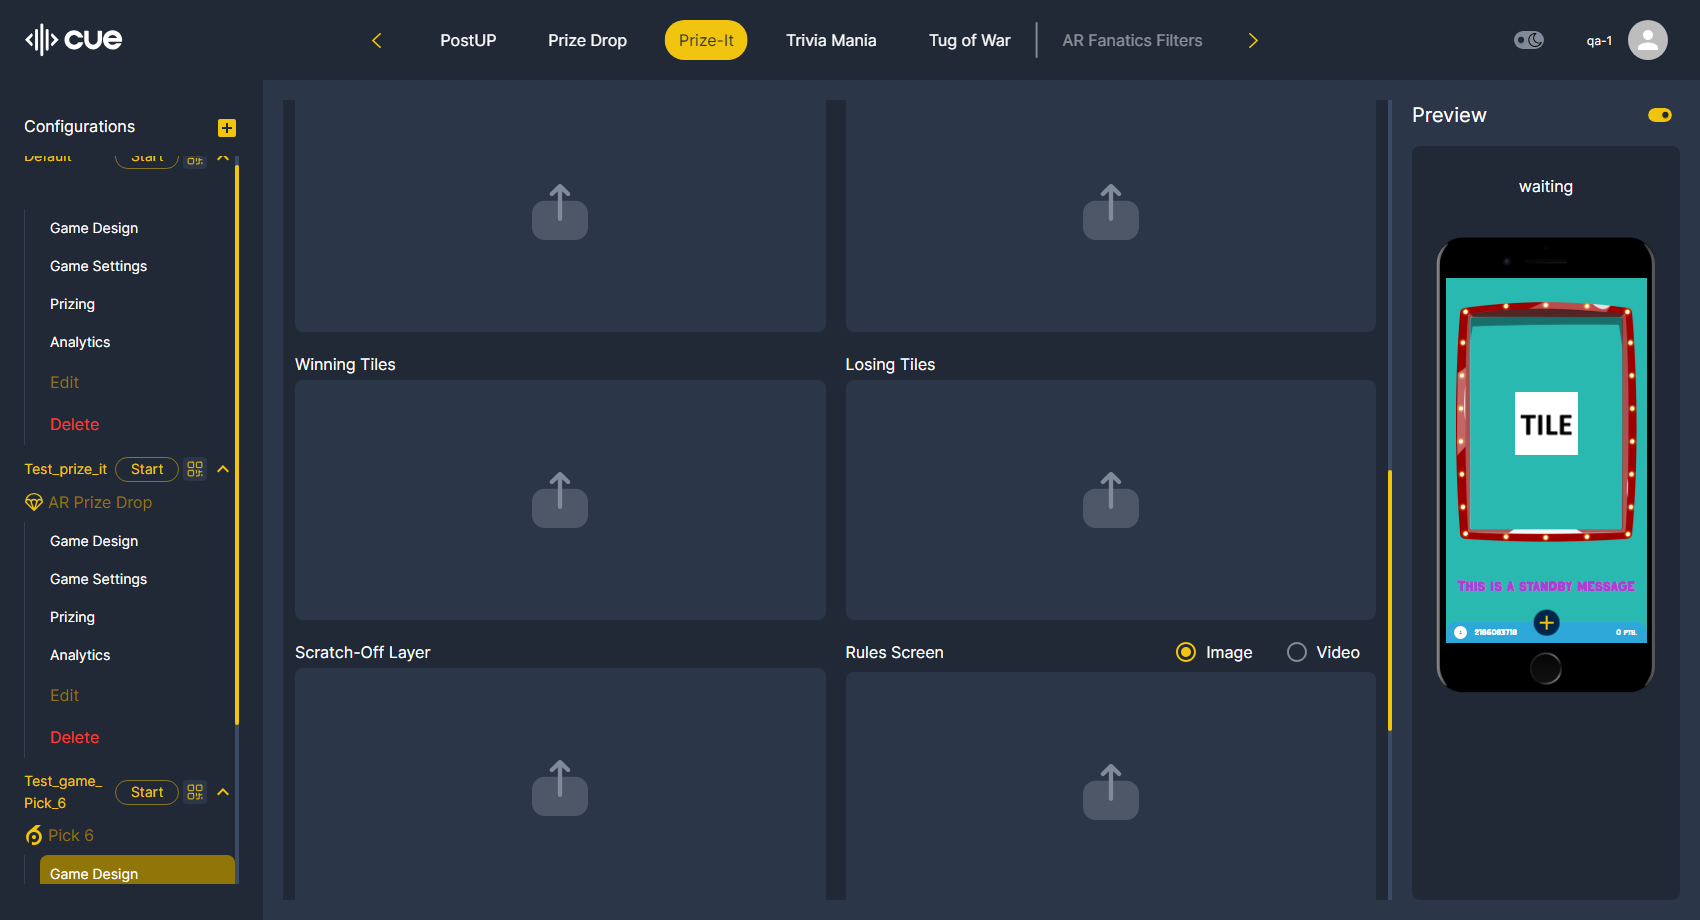 cue
PostUP
Prize Drop
Prize-It
Trivia Mania
Tug of War
AR Fanatics Filters
qa-1
Configurations
Default
Start
Game Design
Game Settings
Prizing
Analytics
Edit
Delete
Test_prize_it
Start
AR Prize Drop
Game Design
Game Settings
Prizing
Analytics
Edit
Delete
Test_game_
Pick_6
Start
Pick 6
Game Design
Winning Tiles
Losing Tiles
Scratch-Off Layer
Rules Screen
Image
Video
Preview
waiting
TILE
THIS IS A STANDBY MESSAGE
0 PTS.